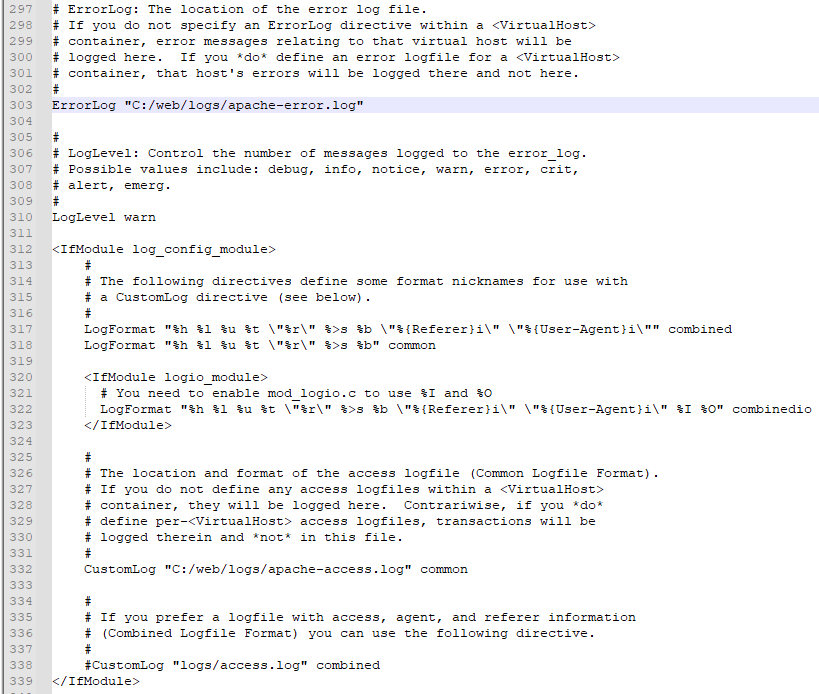 297 # ErrorLog: The location of the error log file.
298 # If you do not specify an ErrorLog directive within a <VirtualHost>
299 # container, error messages relating to that virtual host will be
300 # logged here.  If you *do* define an error logfile for a <VirtualHost>
301 # container, that host's errors will be logged there and not here.
302 #
303 ErrorLog "C:/web/logs/apache-error.log"
304
305 #
306 # LogLevel: Control the number of messages logged to the error_log.
307 # Possible values include: debug, info, notice, warn, error, crit,
308 # alert, emerg.
309 #
310 LogLevel warn
311
312 <IfModule log_config_module>
313     #
314     # The following directives define some format nicknames for use with
315     # a CustomLog directive (see below).
316     #
317     LogFormat "%h %l %u %t \"%r\" %>s %b \"%{Referer}i\" \"%{User-Agent}i\"" combined
318     LogFormat "%h %l %u %t \"%r\" %>s %b" common
319
320     <IfModule logio_module>
321       # You need to enable mod_logio.c to use %I and %O
322       LogFormat "%h %l %u %t \"%r\" %>s %b \"%{Referer}i\" \"%{User-Agent}i\" %I %O" combinedio
323     </IfModule>
324
325     #
326     # The location and format of the access logfile (Common Logfile Format).
327     # If you do not define any access logfiles within a <VirtualHost>
328     # container, they will be logged here.  Contrariwise, if you *do*
329     # define per-<VirtualHost> access logfiles, transactions will be
330     # logged therein and *not* in this file.
331     #
332     CustomLog "C:/web/logs/apache-access.log" common
333
334     #
335     # If you prefer a logfile with access, agent, and referer information
336     # (Combined Logfile Format) you can use the following directive.
337     #
338     #CustomLog "logs/access.log" combined
339 </IfModule>